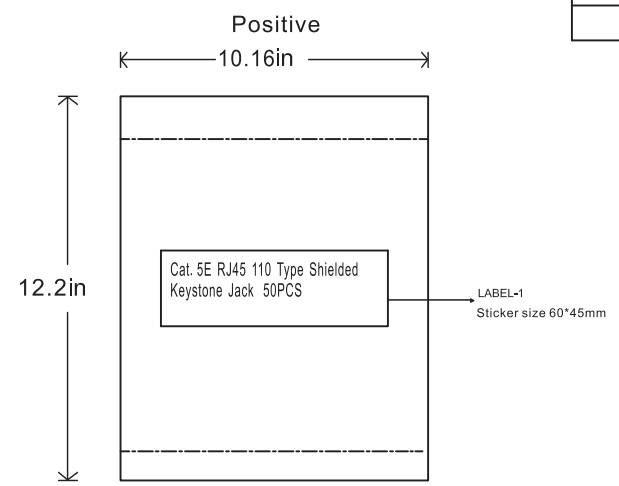 Positive
10.16in
12.2in
Cat. 5E RJ45 110 Type Shielded
Keystone Jack 50PCS
LABEL-1
Sticker size 60*45mm